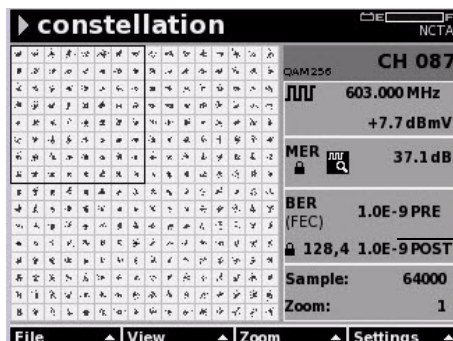 constellation
E F
NCTA
QAM256 CH 087
603.000 MHz
+7.7 dBmV
MER 37.1 dB
BER
(FEC) 1.0E-9 PRE
128,4 1.0E-9 POST
Sample: 64000
Zoom: 1
File View Zoom Settings